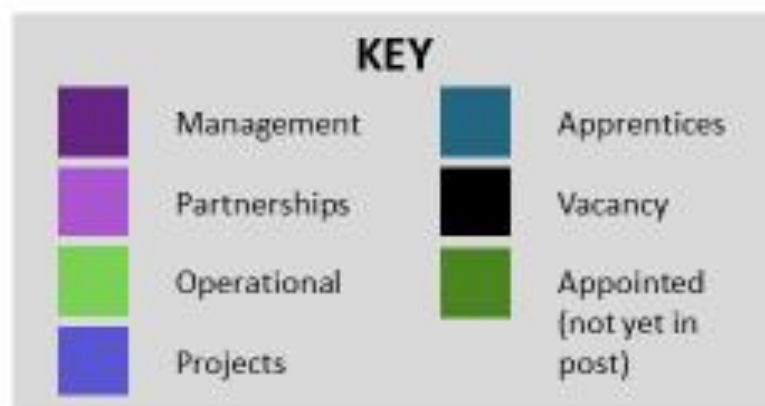 KEY
Management
Partnerships
Operational
Projects
Apprentices
Vacancy
Appointed
(not yet in
post)